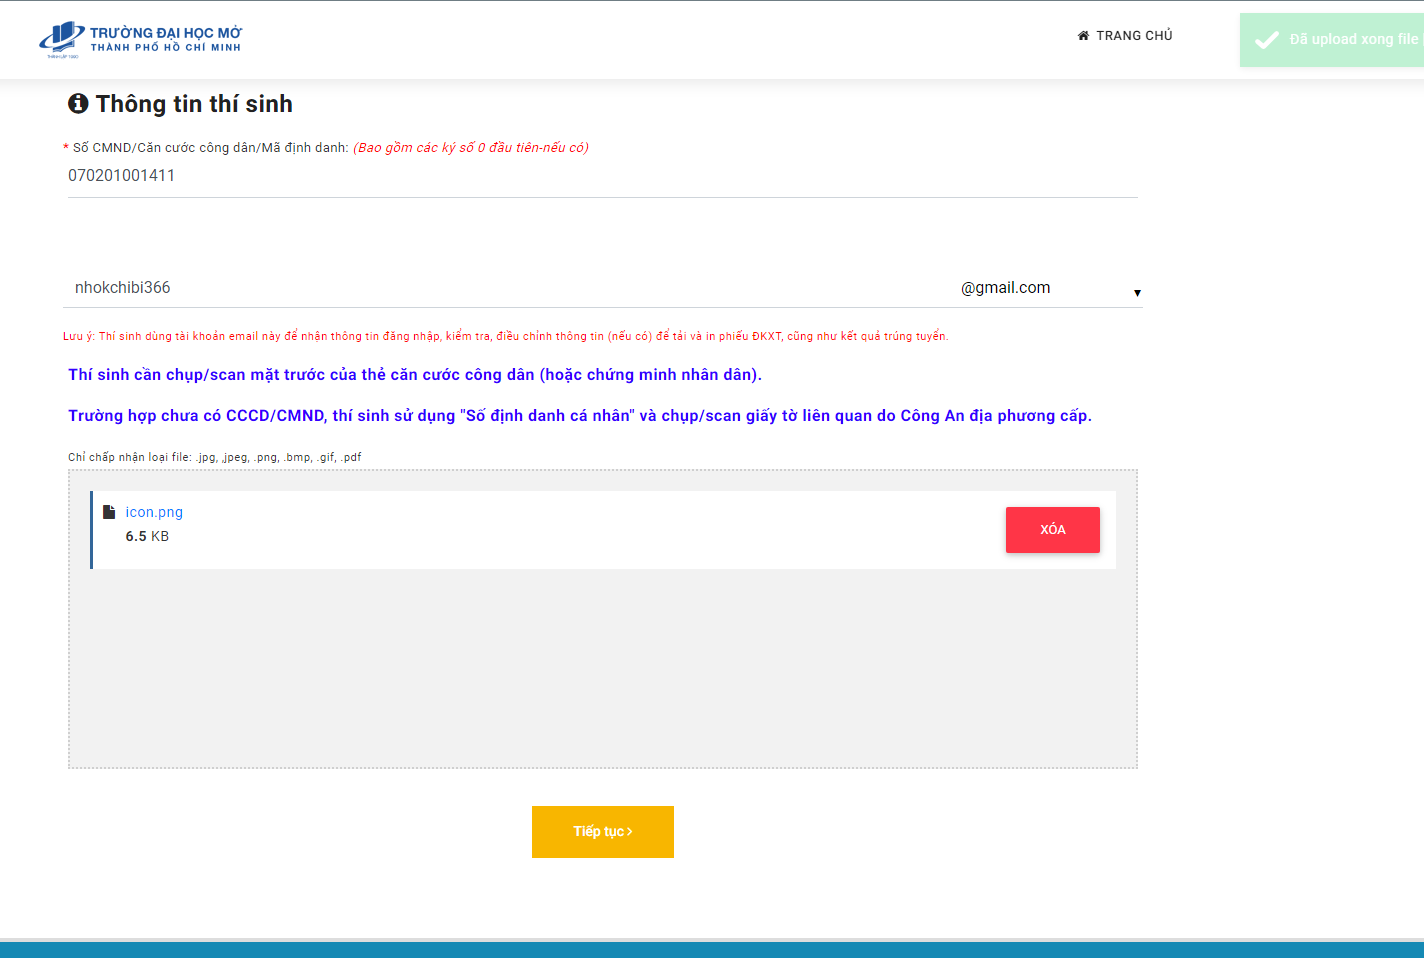 TRƯỜNG ĐẠI HỌC MỞ
THÀNH PHỐ HỒ CHÍ MINH
TRANG CHỦ
Đã upload xong file
Thông tin thí sinh
* Số CMND/Căn cước công dân/Mã định danh: (Bao gồm các ký số 0 đầu tiên-nếu có)
070201001411
nhokchibi366
@gmail.com
Lưu ý: Thí sinh dùng tài khoản email này để nhận thông tin đăng nhập, kiểm tra, điều chỉnh thông tin (nếu có) để tải và in phiếu ĐKXT, cũng như kết quả trúng tuyển.
Thí sinh cần chụp/scan mặt trước của thẻ căn cước công dân (hoặc chứng minh nhân dân).
Trường hợp chưa có CCCD/CMND, thí sinh sử dụng "Số định danh cá nhân" và chụp/scan giấy tờ liên quan do Công An địa phương cấp.
Chỉ chấp nhận loại file: .jpg, .jpeg, .png, .bmp, .gif, .pdf
icon.png
6.5 KB
XÓA
Tiếp tục